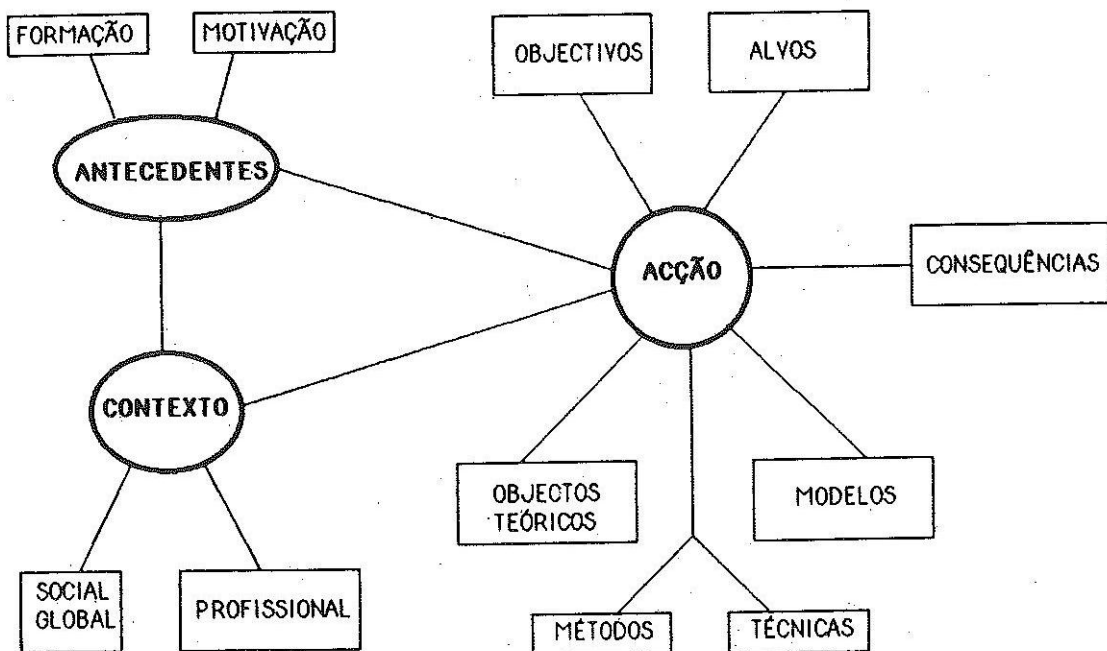 FORMAÇÃO
MOTIVAÇÃO
OBJECTIVOS
ALVOS
ANTECEDENTES
ACÇÃO
CONSEQUÊNCIAS
CONTEXTO
OBJECTOS
TEÓRICOS
MODELOS
SOCIAL
GLOBAL
PROFISSIONAL
MÉTODOS
TÉCNICAS